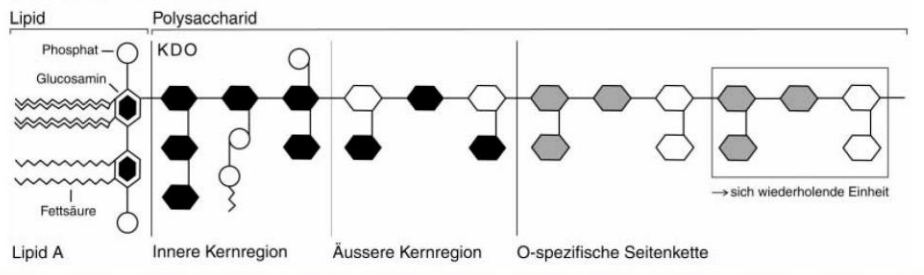 Lipid
Polysaccharid
Phosphat
KDO
Glucosamin
Fettsäure
→ sich wiederholende Einheit
Lipid A
Innere Kernregion
Äussere Kernregion
O-spezifische Seitenkette